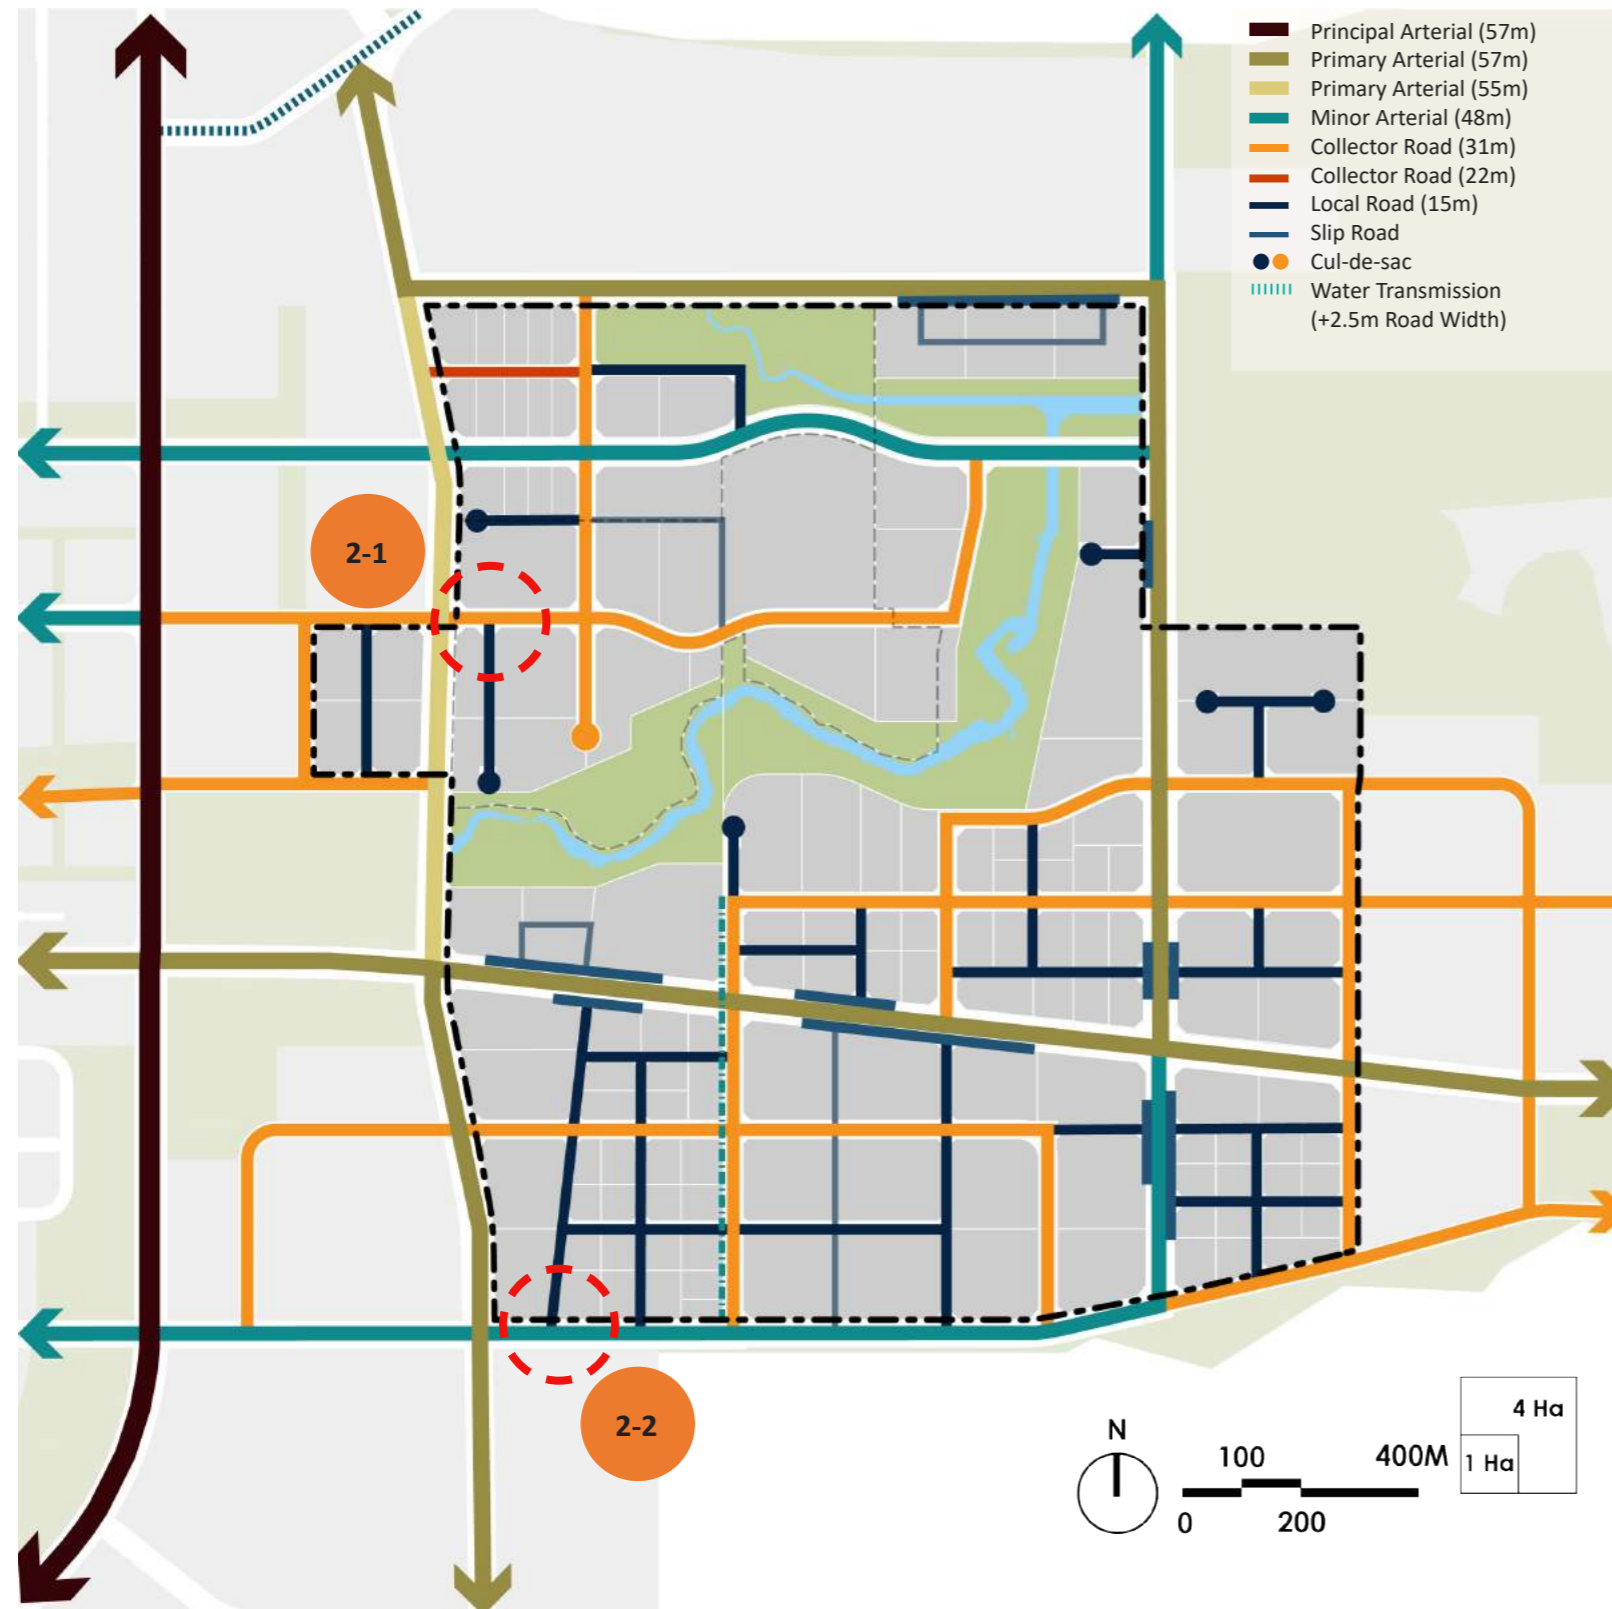 Principal Arterial (57m)
Primary Arterial (57m)
Primary Arterial (55m)
Minor Arterial (48m)
Collector Road (31m)
Collector Road (22m)
Local Road (15m)
Slip Road
Cul-de-sac
Water Transmission
(+2.5m Road Width)
2-1
2-2
N
100
400M
0
200
4 Ha
1 Ha